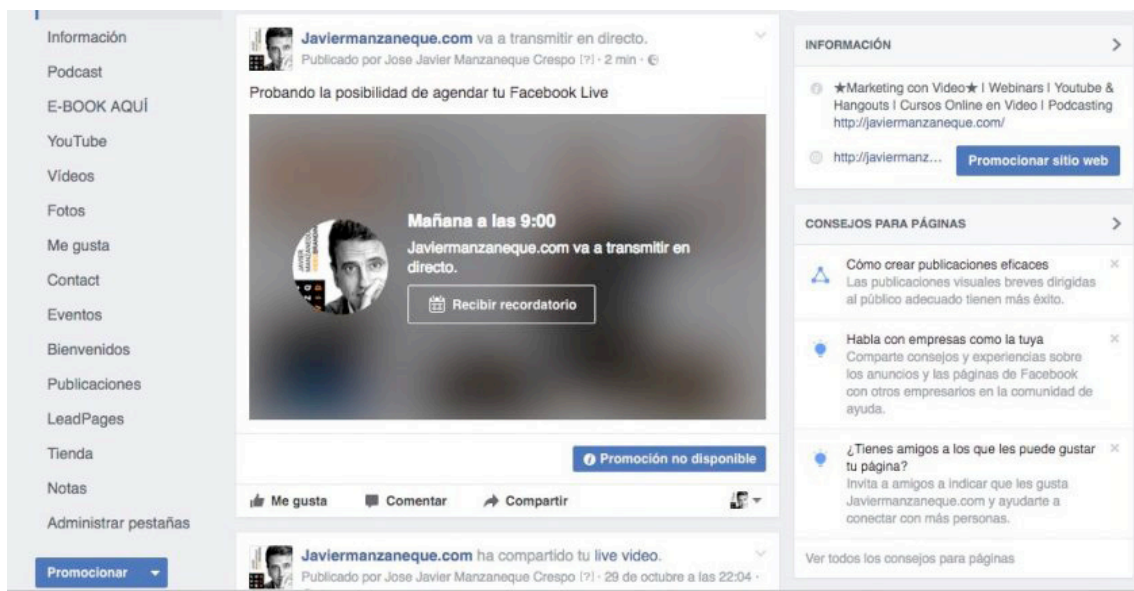 Información
Podcast
E-BOOK AQUÍ
YouTube
Vídeos
Fotos
Me gusta
Contact
Eventos
Bienvenidos
Publicaciones
LeadPages
Tienda
Notas
Administrar pestañas
Promocionar
Javiermanzaneque.com va a transmitir en directo.
Publicado por Jose Javier Manzaneque Crespo [?] · 2 min ·
Probando la posibilidad de agendar tu Facebook Live
Mañana a las 9:00
Javiermanzaneque.com va a transmitir en
directo.
Recibir recordatorio
Promoción no disponible
Me gusta Comentar Compartir
Javiermanzaneque.com ha compartido tu live video.
Publicado por Jose Javier Manzaneque Crespo [?] · 29 de octubre a las 22:04 ·
INFORMACIÓN
★Marketing con Video★ I Webinars I Youtube &
Hangouts I Cursos Online en Video I Podcasting
http://javiermanzaneque.com/
http://javiermanz...
Promocionar sitio web
CONSEJOS PARA PÁGINAS
Cómo crear publicaciones eficaces
Las publicaciones visuales breves dirigidas
al público adecuado tienen más éxito.
Habla con empresas como la tuya
Comparte consejos y experiencias sobre
los anuncios y las páginas de Facebook
con otros empresarios en la comunidad de
ayuda.
¿Tienes amigos a los que les puede gustar
tu página?
Invita a amigos a indicar que les gusta
Javiermanzaneque.com y ayudarte a
conectar con más personas.
Ver todos los consejos para páginas